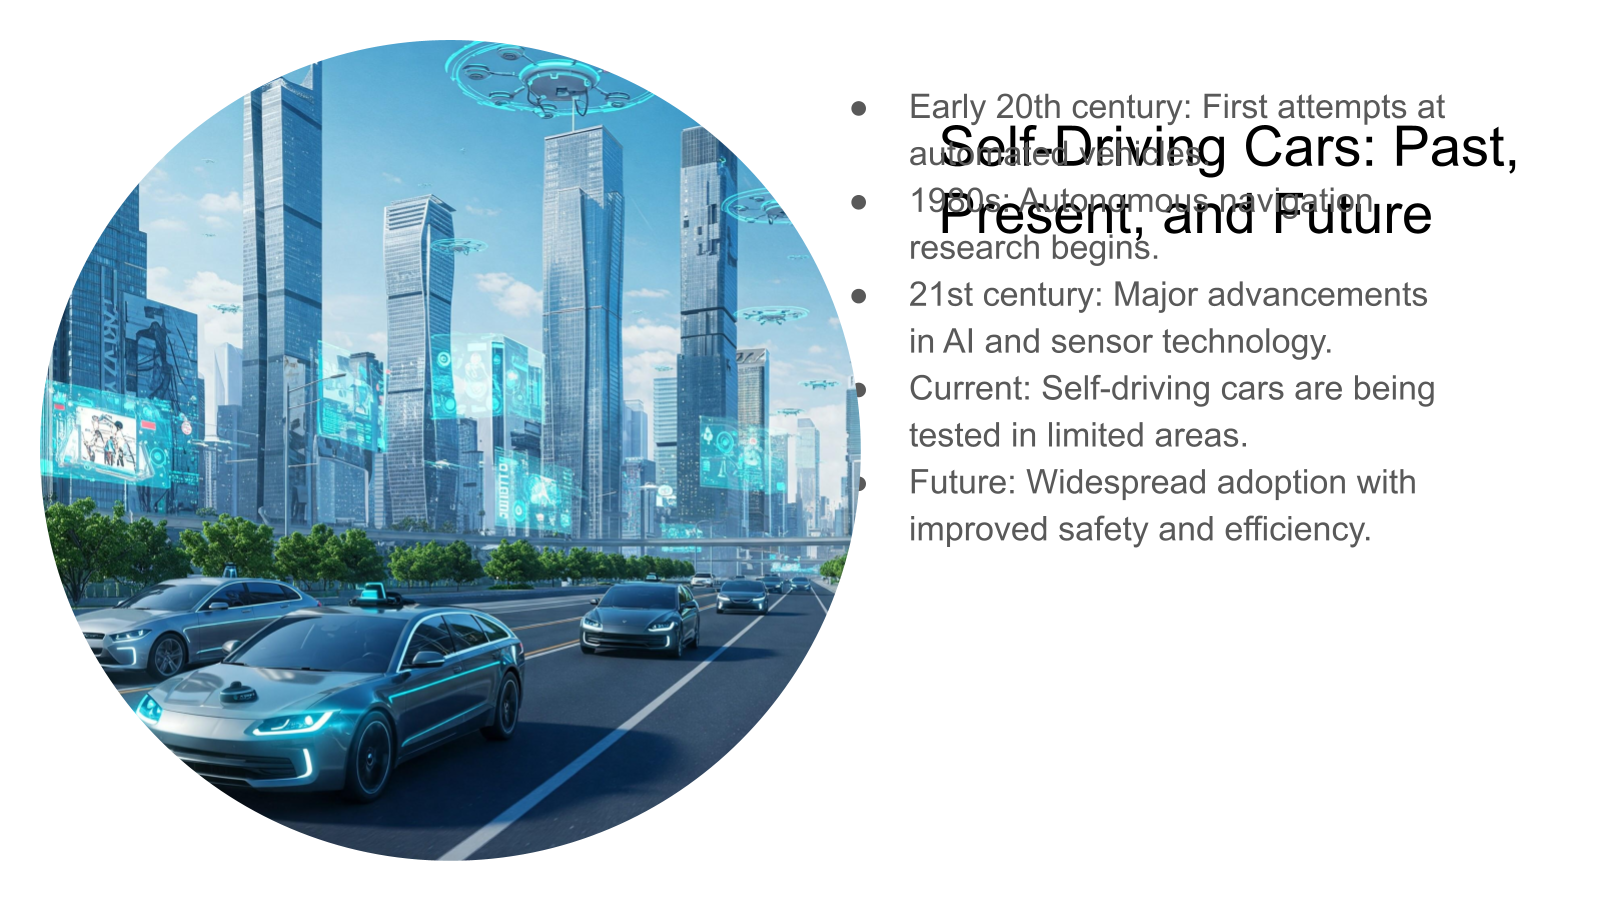 Self-Driving Cars: Past,
Present, and Future
● Early 20th century: First attempts at
automated vehicles.
● 1980s: Autonomous navigation
research begins.
● 21st century: Major advancements
in AI and sensor technology.
● Current: Self-driving cars are being
tested in limited areas.
● Future: Widespread adoption with
improved safety and efficiency.